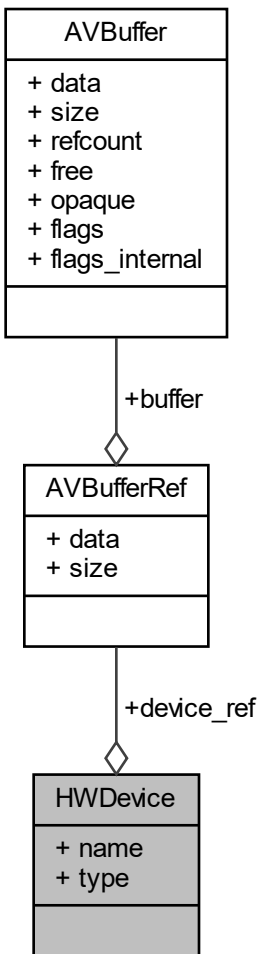 AVBuffer
+ data
+ size
+ refcount
+ free
+ opaque
+ flags
+ flags_internal
+buffer
AVBufferRef
+ data
+ size
+device_ref
HWDevice
+ name
+ type